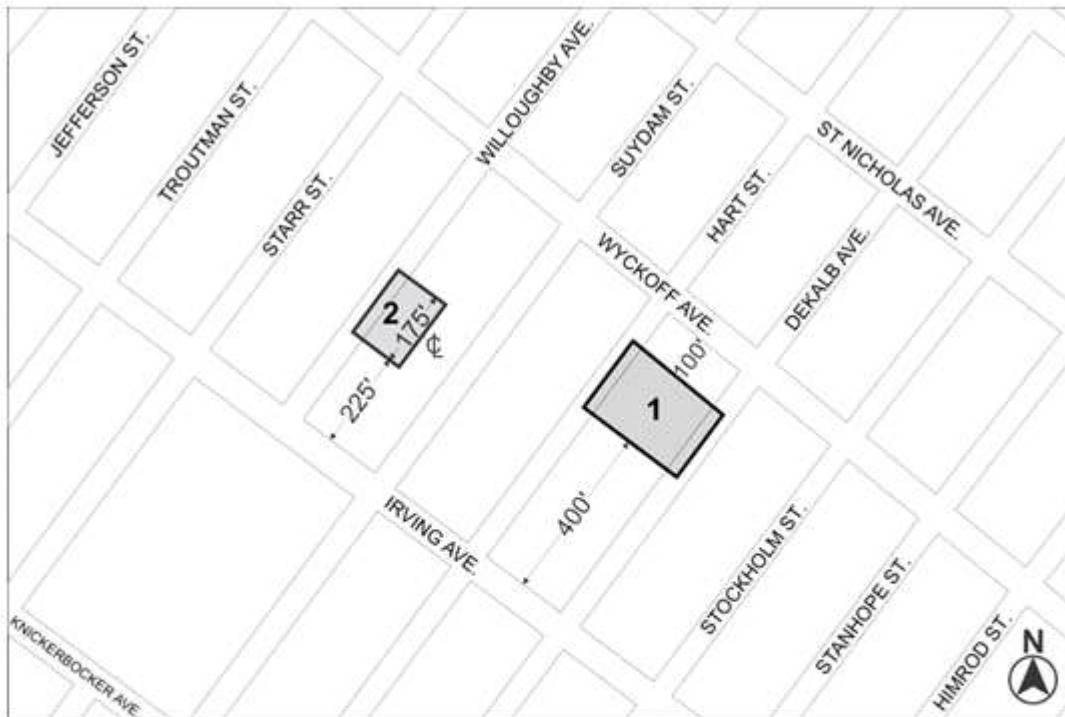 JEFFERSON ST.
TROUTMAN ST.
STARR ST.
WILLOUGHBY AVE.
SUYDAM ST.
HART ST.
ST NICHOLAS AVE.
WYCKOFF AVE.
DEKALB AVE.
2
175'
℄
225'
100'
1
400'
IRVING AVE.
STOCKHOLM ST.
STANHOPE ST.
HIMROD ST.
KNICKERBOCKER AVE.
N